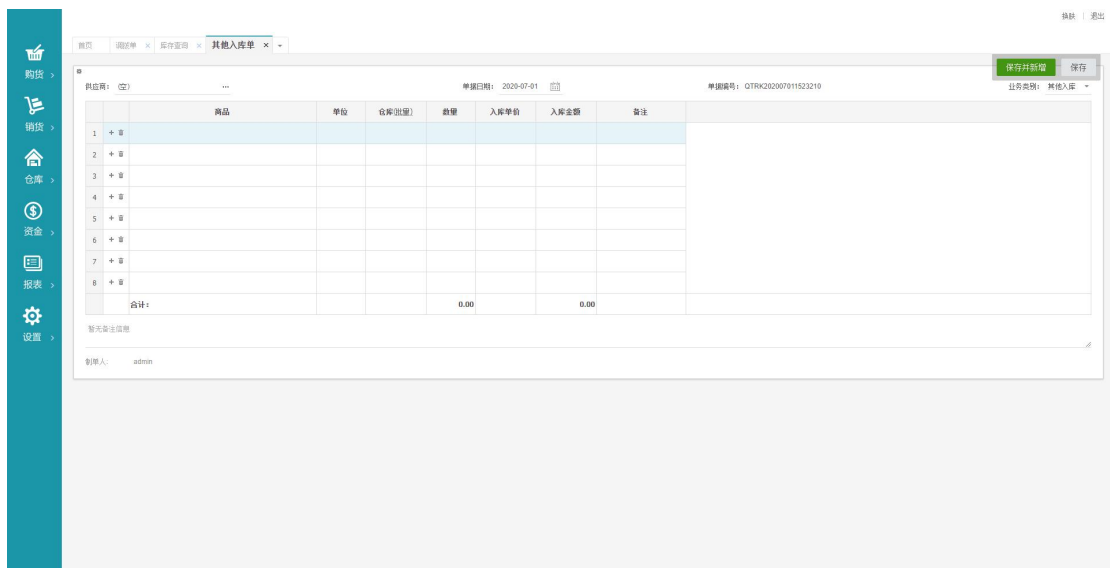 换肤 | 退出
首页 调拨单 × 库存查询 × 其他入库单 ×
保存并新增 保存
供应商: (空) ... 单据日期: 2020-07-01 单据编号: QTRK202007011523210 业务类别: 其他入库
商品 单位 仓库(批量) 数量 入库单价 入库金额 备注
1
2
3
4
5
6
7
8
合计: 0.00 0.00
暂无备注信息
制单人: admin
购货 >
销货 >
仓库 >
资金 >
报表 >
设置 >